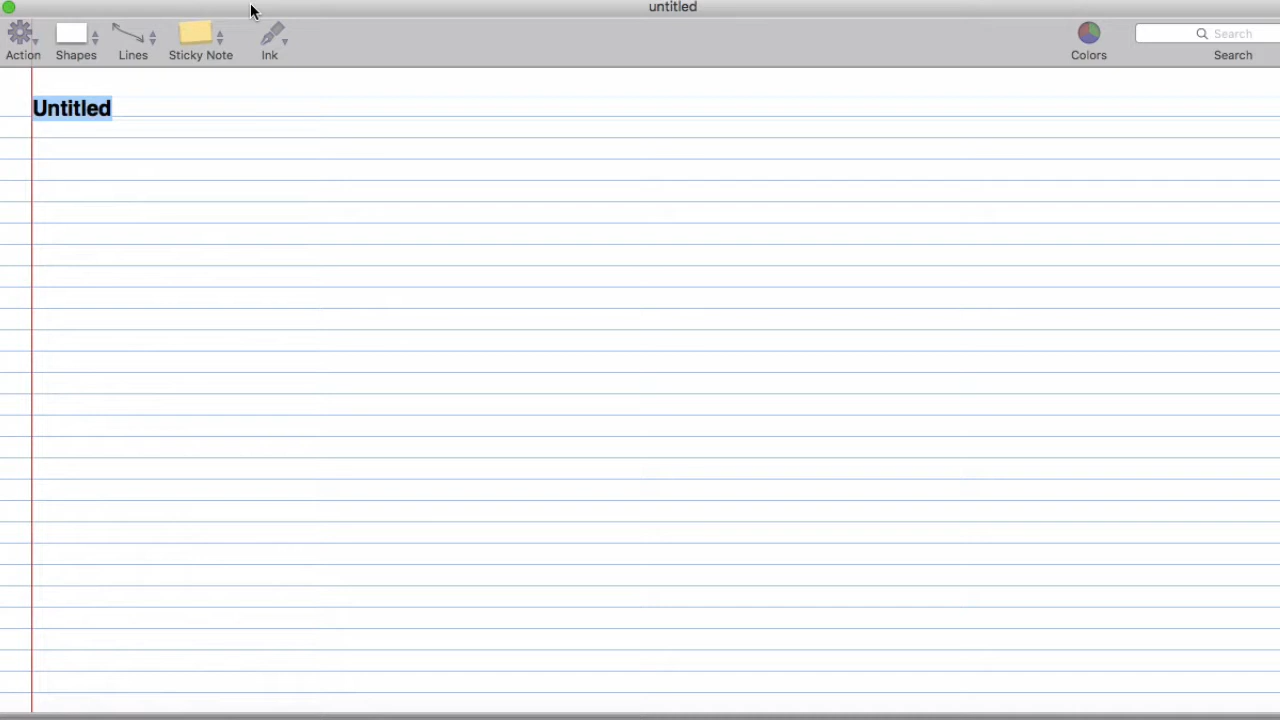 untitled
Action Shapes Lines Sticky Note Ink Colors Search
Search
Untitled